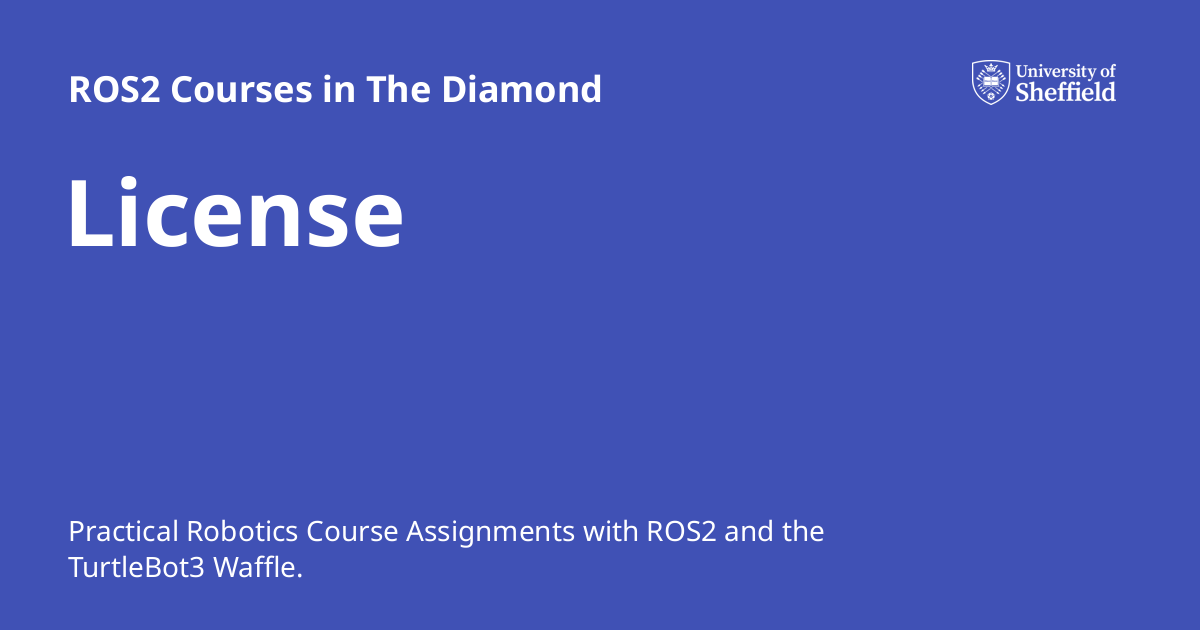 ROS2 Courses in The Diamond
University of
Sheffield
License
Practical Robotics Course Assignments with ROS2 and the
TurtleBot3 Waffle.